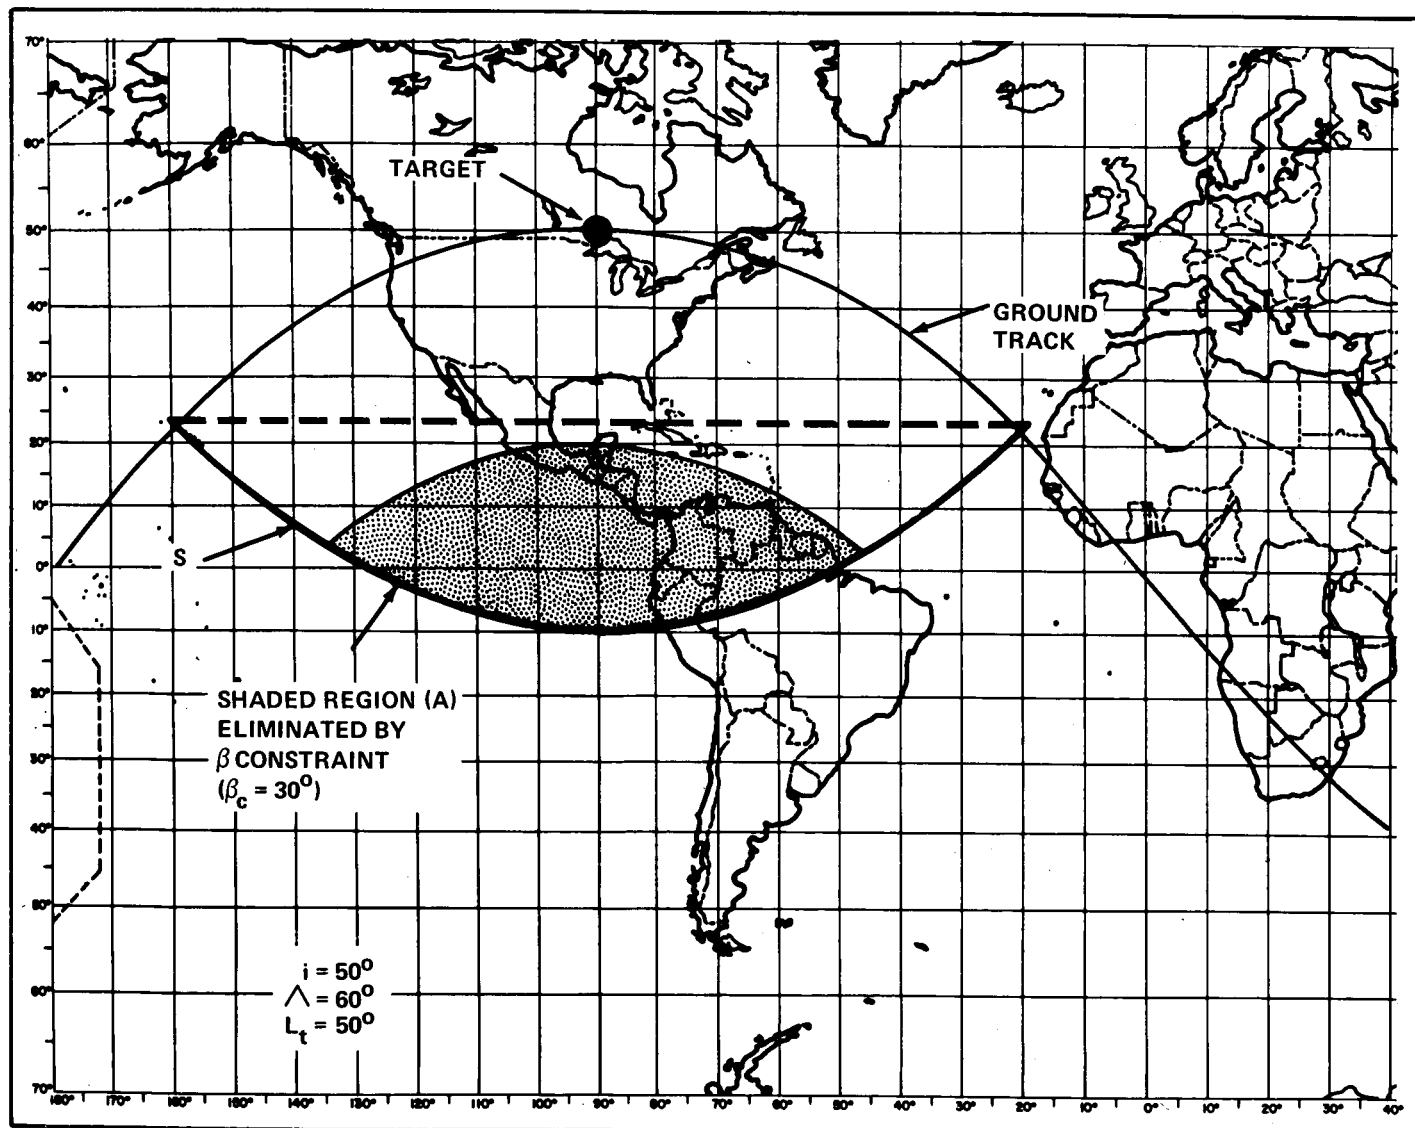 70°
60°
50°
40°
30°
20°
10°
0°
10°
20°
30°
40°
50°
60°
70°
TARGET
GROUND
TRACK
S
SHADED REGION (A)
ELIMINATED BY
β CONSTRAINT
(βc = 30°)
i = 50°
Λ = 60°
Lt = 50°
180° 170° 160° 150° 140° 130° 120° 110° 100° 90° 80° 70° 60° 50° 40° 30° 20° 10° 0° 10° 20° 30° 40°